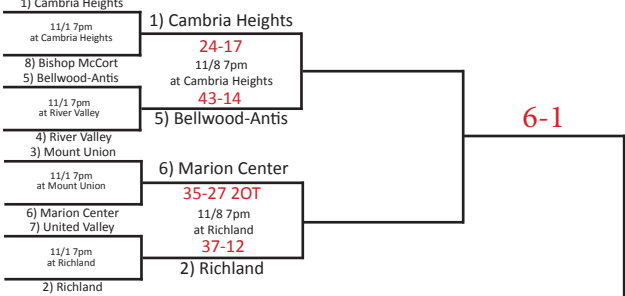 1) Cambria Heights
11/1 7pm
at Cambria Heights
8) Bishop McCort
5) Bellwood-Antis
11/1 7pm
at River Valley
4) River Valley
3) Mount Union
11/1 7pm
at Mount Union
6) Marion Center
7) United Valley
11/1 7pm
at Richland
2) Richland
1) Cambria Heights
24-17
11/8 7pm
at Cambria Heights
43-14
5) Bellwood-Antis
6) Marion Center
35-27 2OT
11/8 7pm
at Richland
37-12
2) Richland
6-1